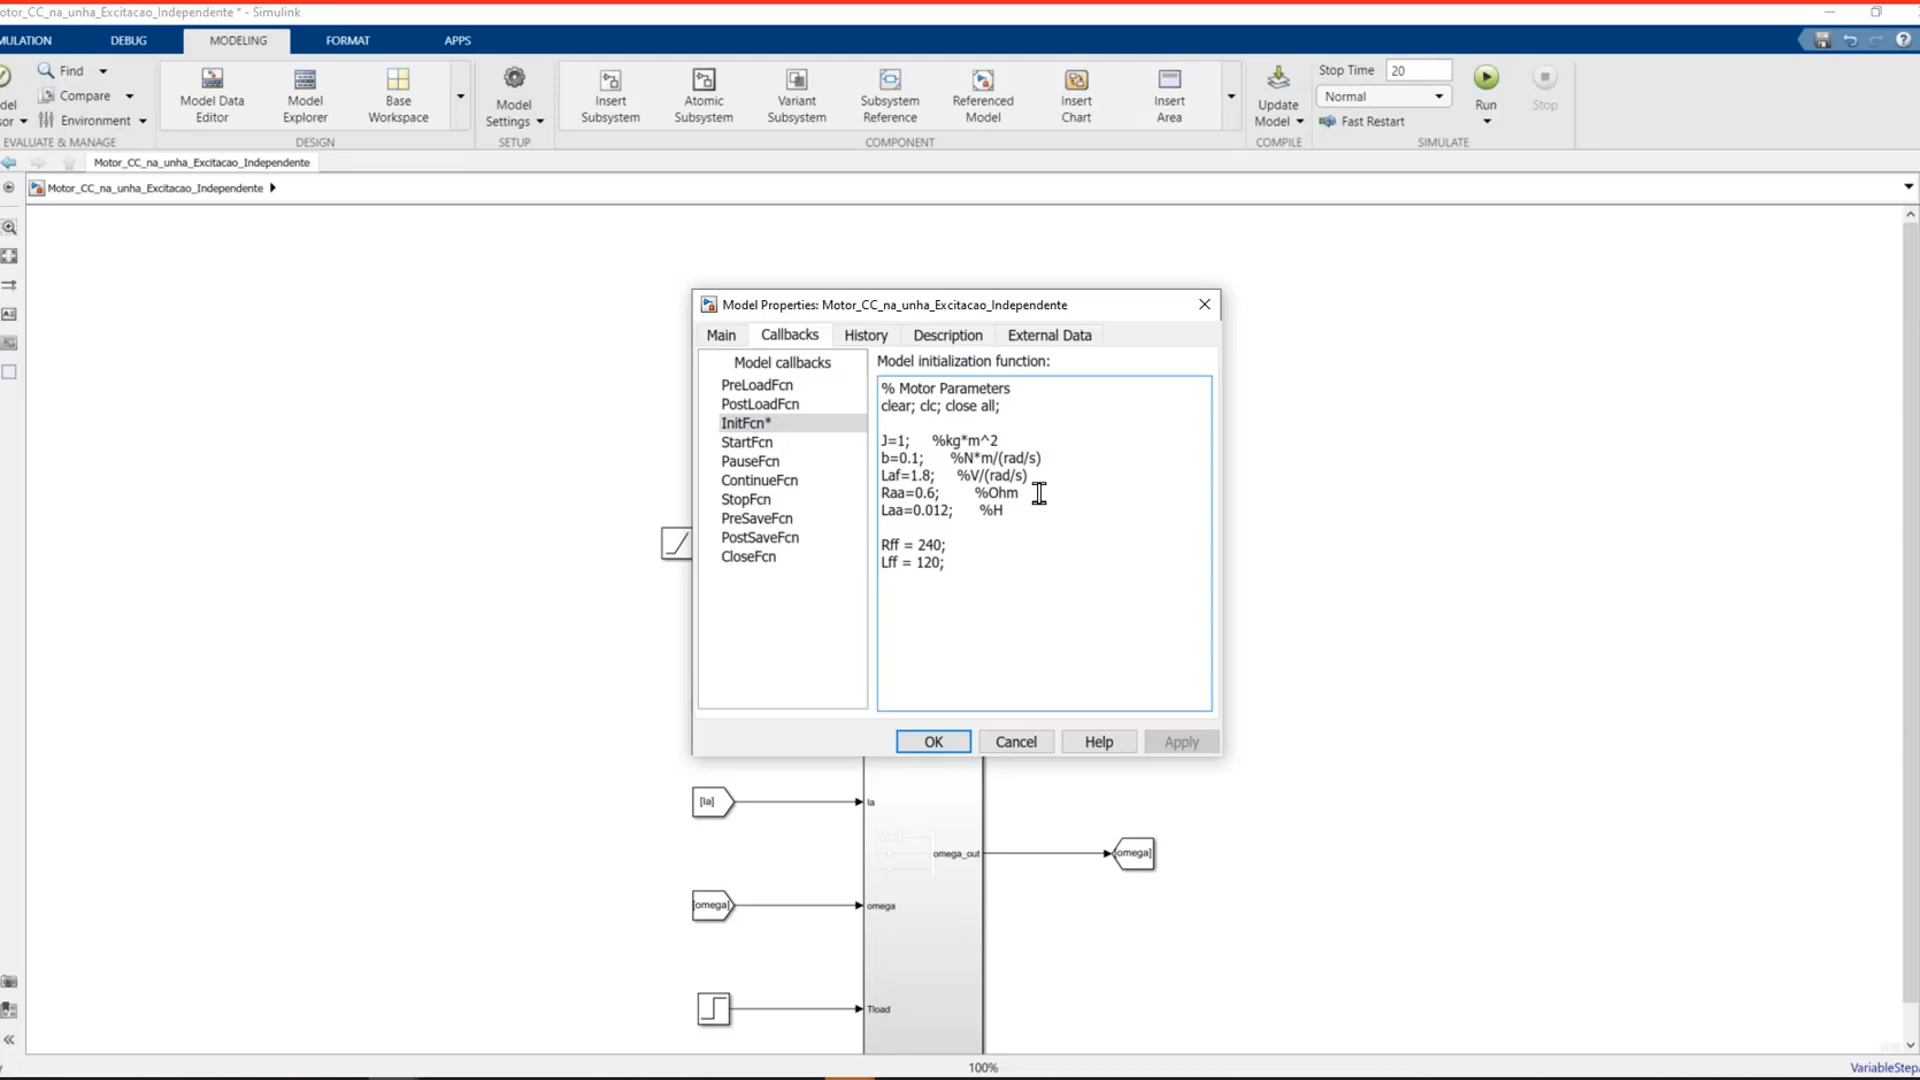 otor_CC_na_unha_Excitacao_Independente * - Simulink
MULATION
DEBUG
MODELING
FORMAT
APPS
Find
Compare
Environment
EVALUATE & MANAGE
Model Data
Editor
Model
Explorer
Base
Workspace
DESIGN
Model
Settings
SETUP
Insert
Subsystem
Atomic
Subsystem
Variant
Subsystem
Subsystem
Reference
Referenced
Model
Insert
Chart
Insert
Area
COMPONENT
Update
Model
COMPILE
Stop Time 20
Normal
Fast Restart
Run
Stop
SIMULATE
Motor_CC_na_unha_Excitacao_Independente
Motor_CC_na_unha_Excitacao_Independente
Model Properties: Motor_CC_na_unha_Excitacao_Independente
Main
Callbacks
History
Description
External Data
Model callbacks
PreLoadFcn
PostLoadFcn
InitFcn*
StartFcn
PauseFcn
ContinueFcn
StopFcn
PreSaveFcn
PostSaveFcn
CloseFcn
Model initialization function:
% Motor Parameters
clear; clc; close all;
J=1; %kg*m^2
b=0.1; %N*m/(rad/s)
Laf=1.8; %V/(rad/s)
Raa=0.6; %Ohm
Laa=0.012; %H
Rff = 240;
Lff = 120;
OK
Cancel
Help
Apply
[Ia]
Ia
omega_out
[omega]
[omega]
omega
Tload
100%
VariableStep